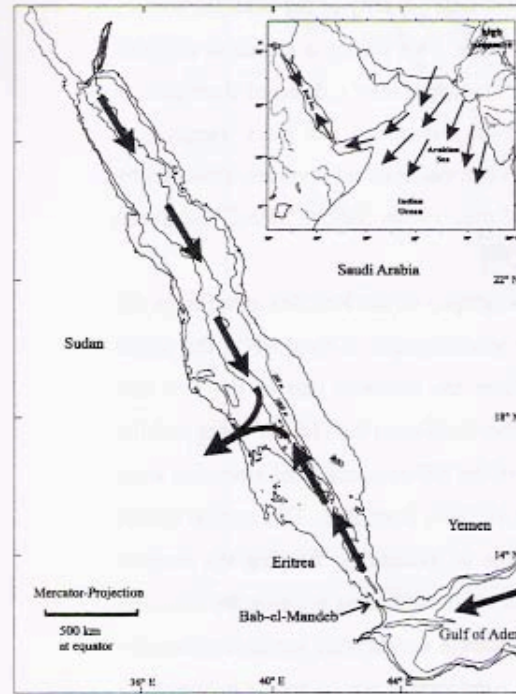 Arabian
Sea
Indian
Ocean
Saudi Arabia
22° N
Sudan
18° N
Yemen
Eritrea
14° N
Mercator-Projection
Bab-el-Mandeb
500 km
at equator
Gulf of Aden
36° E
40° E
44° E